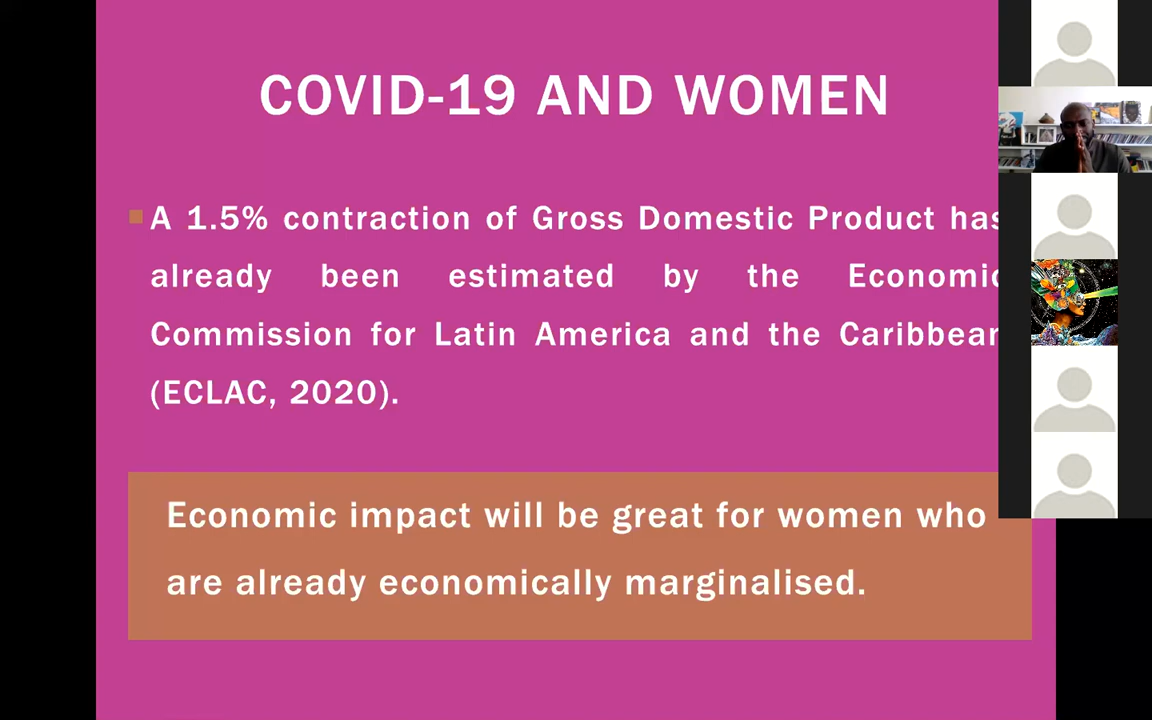 COVID-19 AND WOMEN
A 1.5% contraction of Gross Domestic Product has
already been estimated by the Economic
Commission for Latin America and the Caribbean
(ECLAC, 2020).
Economic impact will be great for women who
are already economically marginalised.